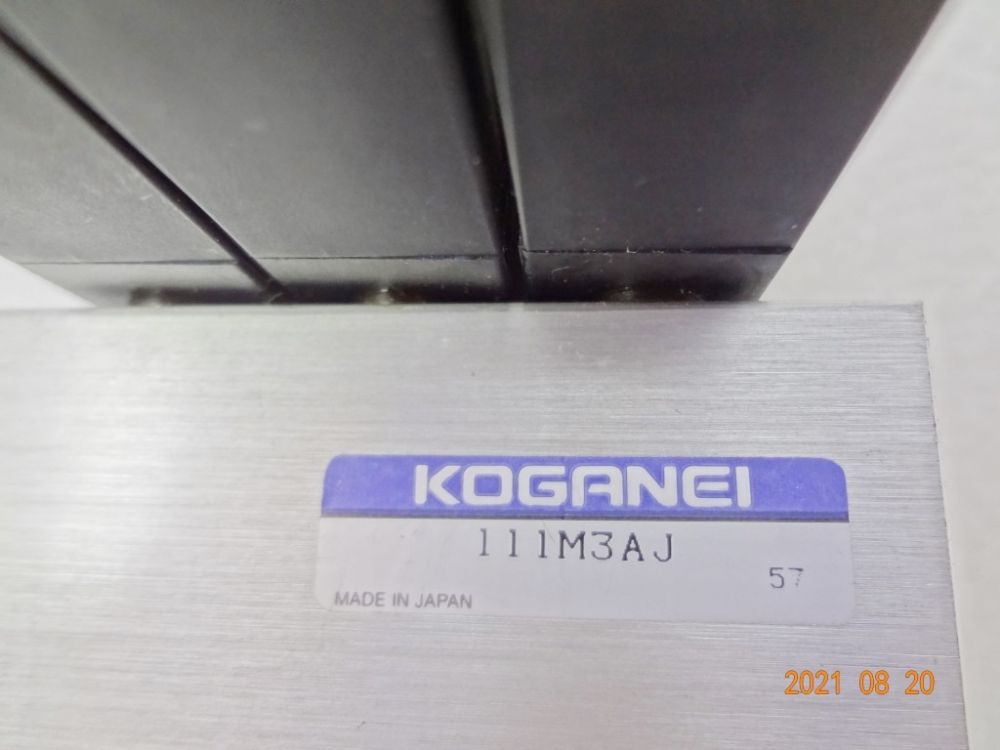 KOGANEI
111M3AJ
57
MADE IN JAPAN
2021 08 20